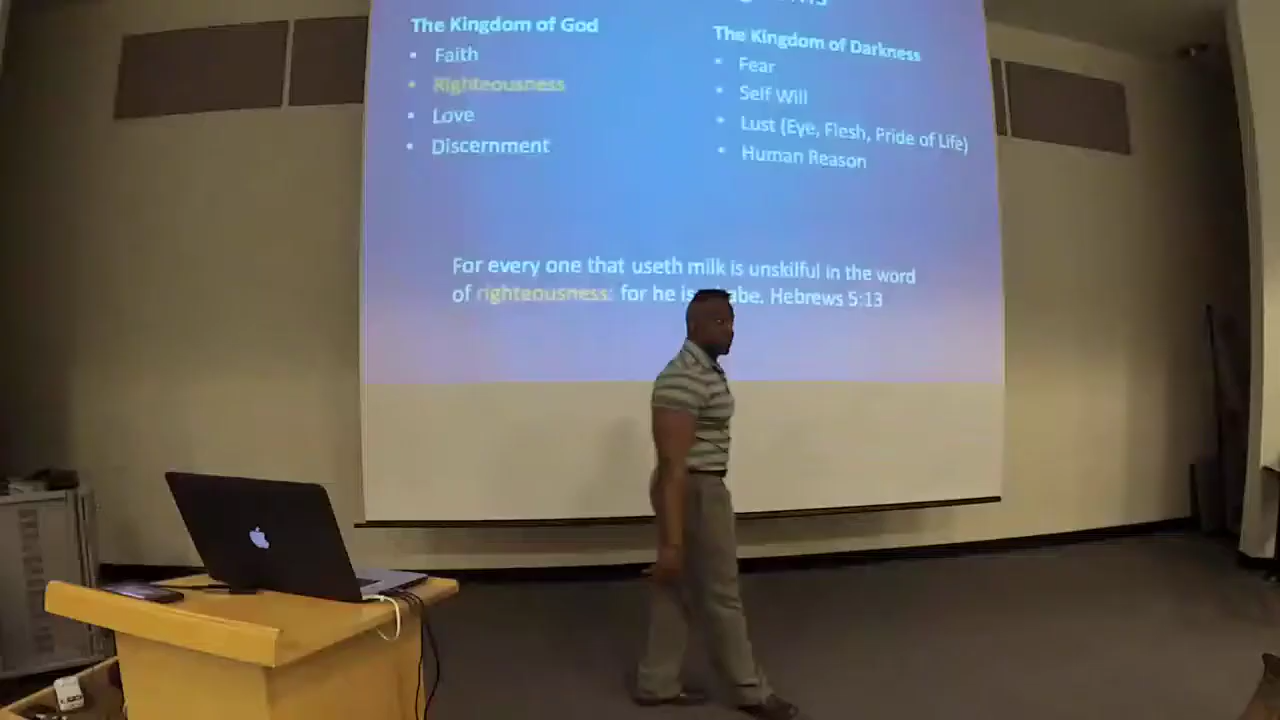 The Kingdom of God
• Faith
• Righteousness
• Love
• Discernment
The Kingdom of Darkness
• Fear
• Self Will
• Lust (Eye, Flesh, Pride of Life)
• Human Reason
For every one that useth milk is unskilful in the word
of righteousness: for he is babe. Hebrews 5:13